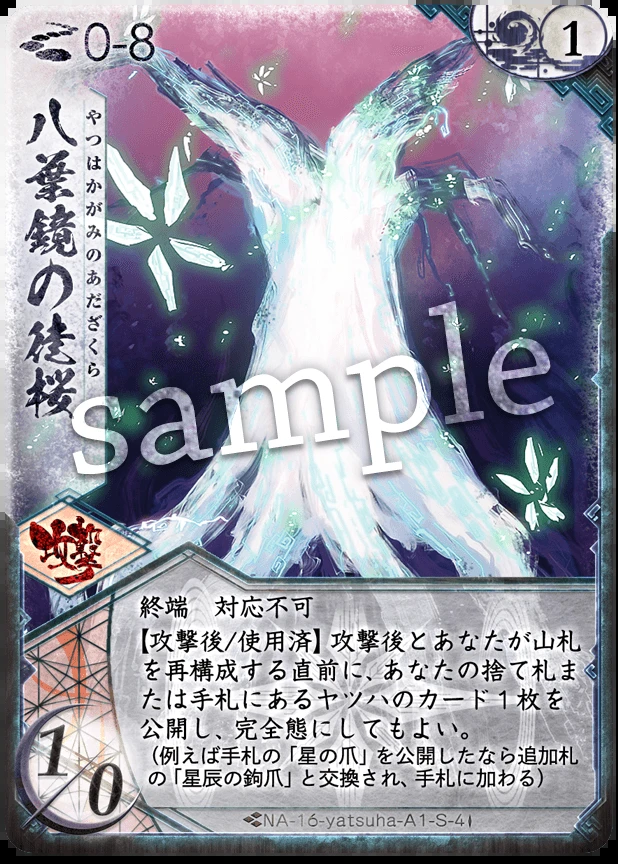 0-8
1
八葉鏡の徒桜
やつはかがみのあだざくら
sample
攻撃
終端　対応不可
【攻撃後/使用済】攻撃後とあなたが山札
を再構成する直前に、あなたの捨て札ま
たは手札にあるヤツハのカード１枚を
公開し、完全態にしてもよい。
（例えば手札の「星の爪」を公開したなら追加札
の「星辰の鉤爪」と交換され、手札に加わる）
1/0
NA-16-yatsuha-A1-S-4